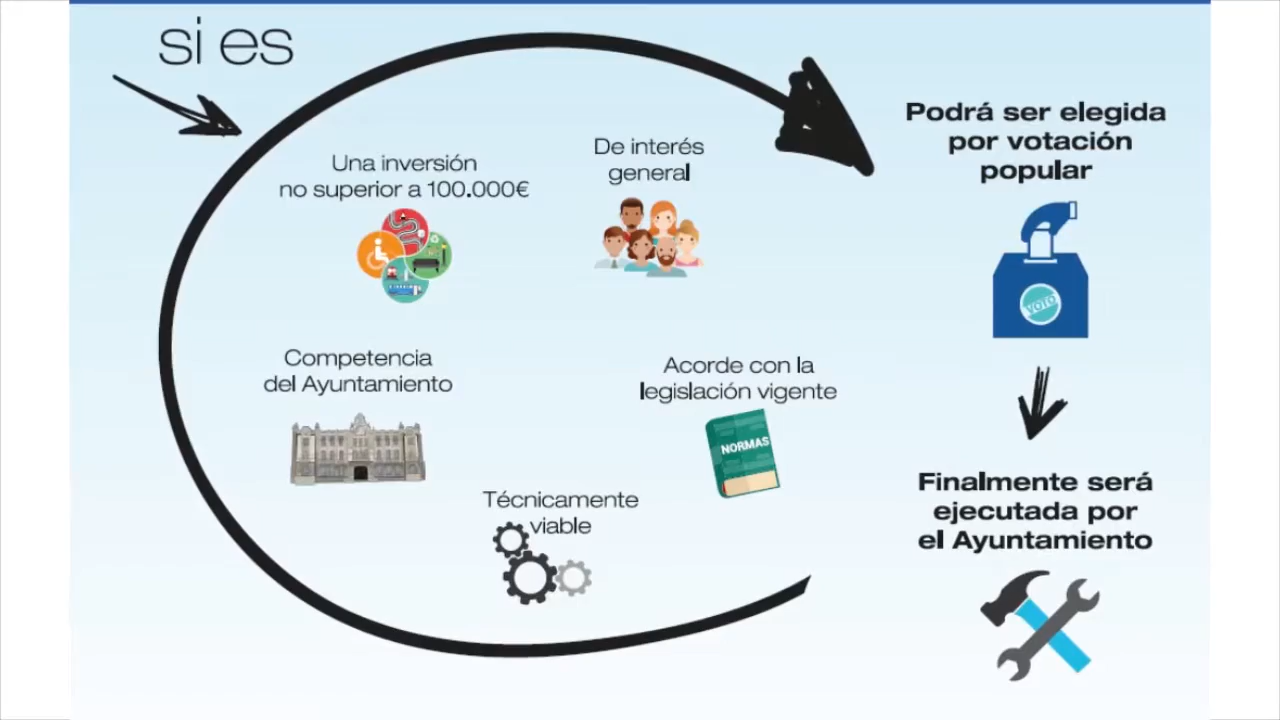 si es
Una inversión
no superior a 100.000€
De interés
general
Competencia
del Ayuntamiento
Acorde con la
legislación vigente
NORMAS
Técnicamente
viable
Podrá ser elegida
por votación
popular
VOTO
Finalmente será
ejecutada por
el Ayuntamiento